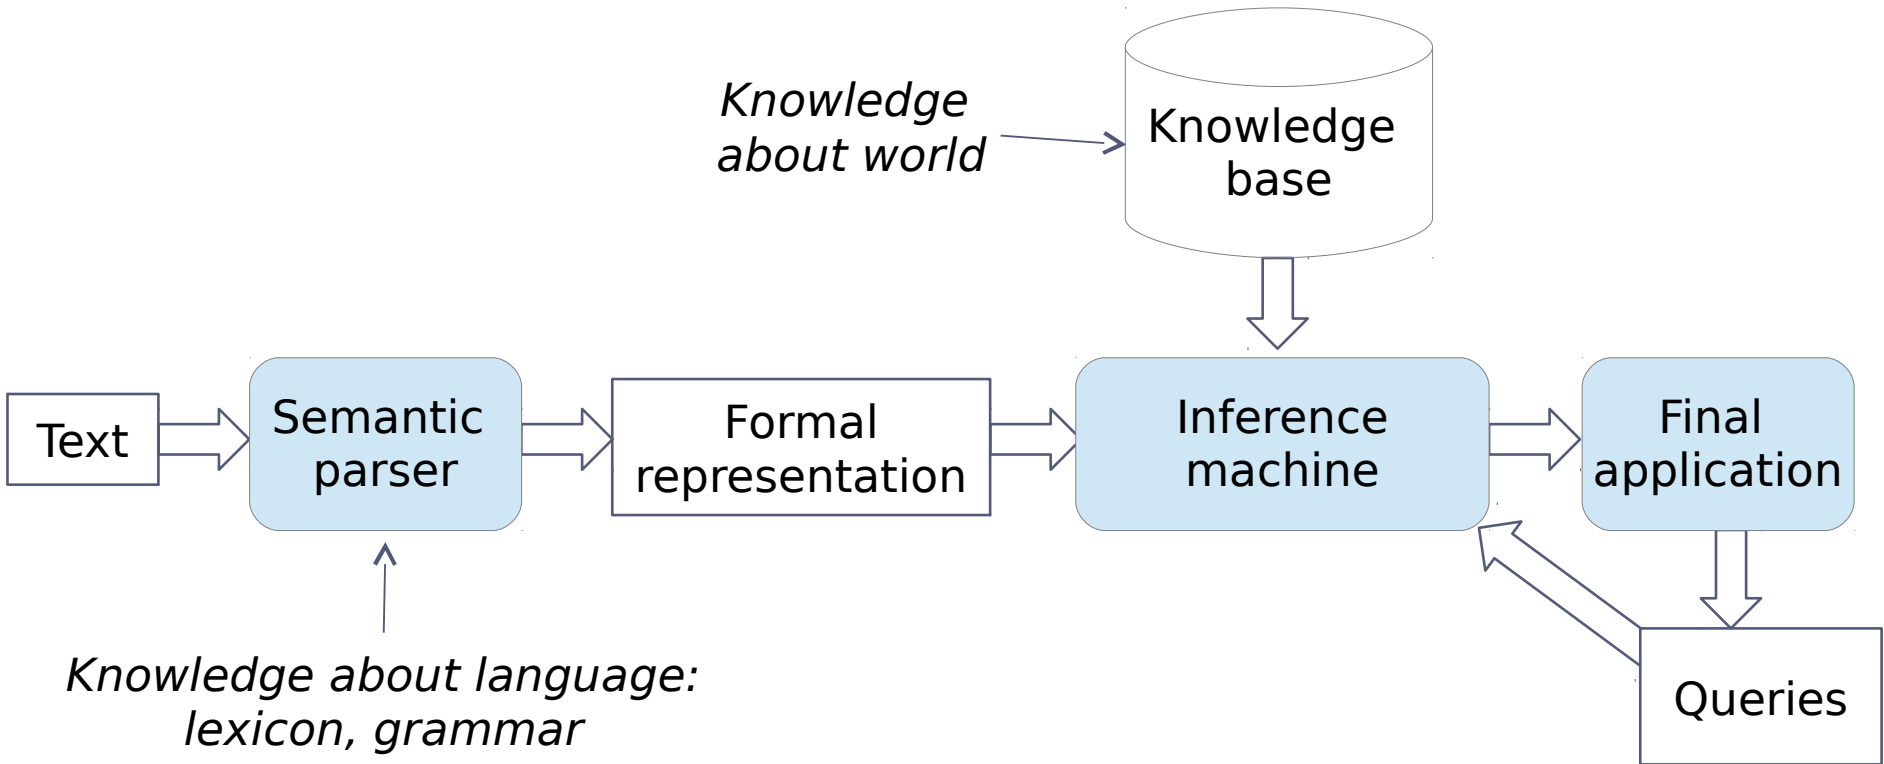 Knowledge
about world
Knowledge
base
Text
Semantic
parser
Formal
representation
Inference
machine
Final
application
Knowledge about language:
lexicon, grammar
Queries